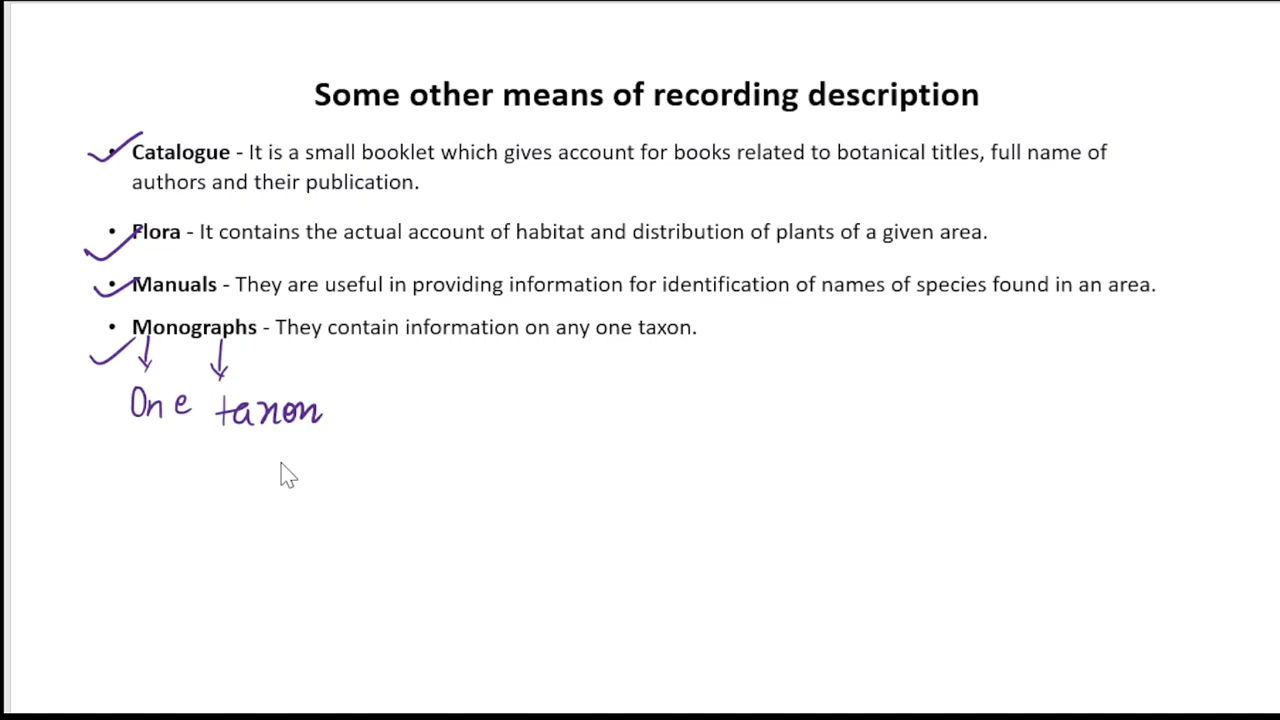 Some other means of recording description
• Catalogue - It is a small booklet which gives account for books related to botanical titles, full name of
authors and their publication.
• Flora - It contains the actual account of habitat and distribution of plants of a given area.
• Manuals - They are useful in providing information for identification of names of species found in an area.
• Monographs - They contain information on any one taxon.
One taxon